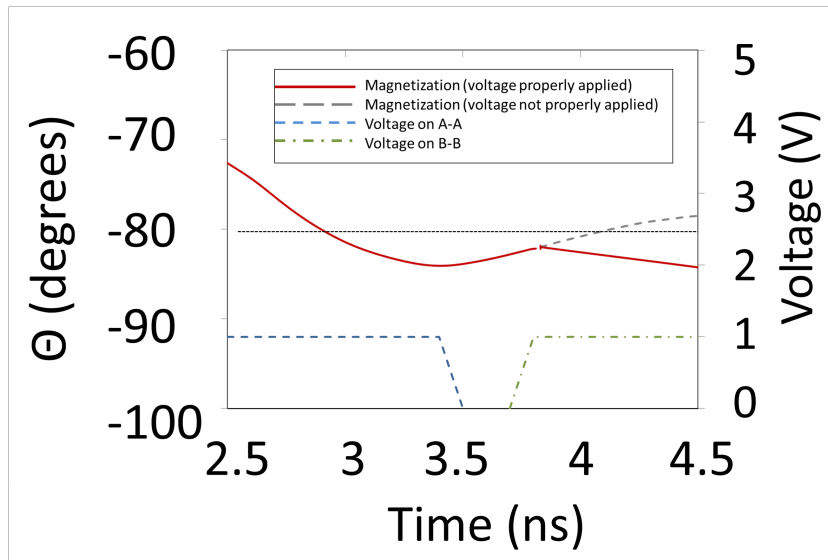 -60
-70
-80
-90
-100
Θ (degrees)
Magnetization (voltage properly applied)
Magnetization (voltage not properly applied)
Voltage on A-A
Voltage on B-B
5
4
3
2
1
0
Voltage (V)
2.5 3 3.5 4 4.5
Time (ns)